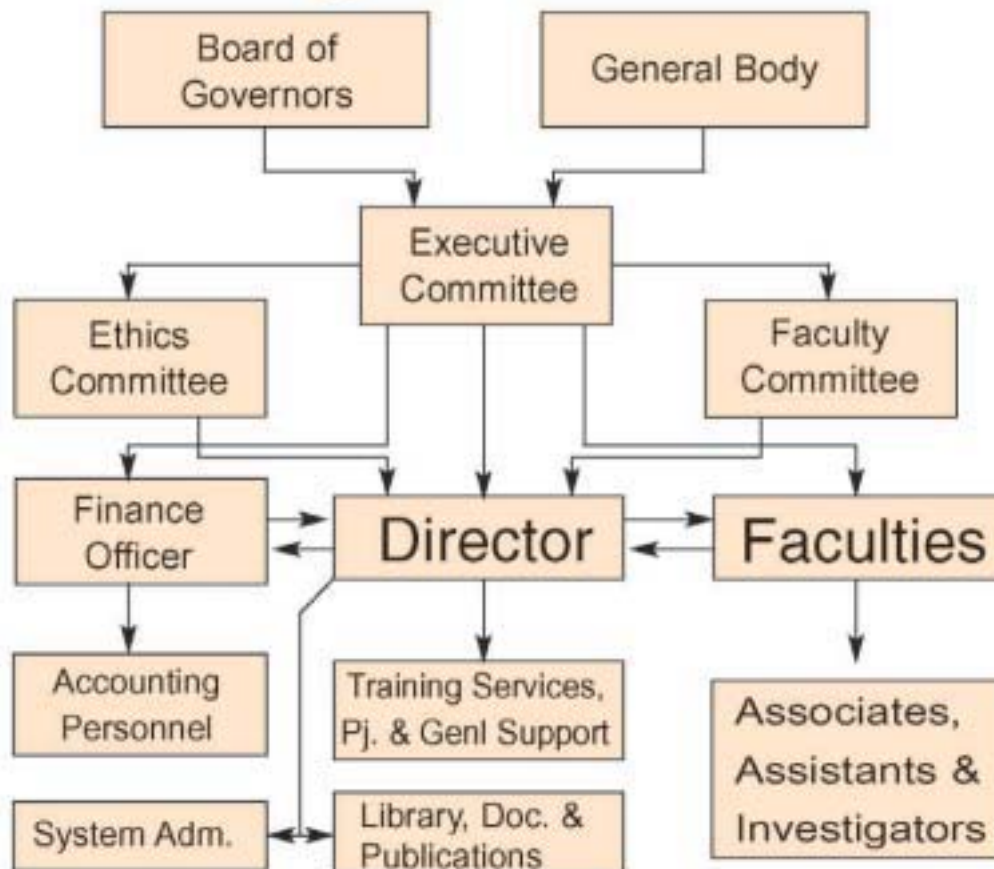 Board of
Governors
General Body
Executive
Committee
Ethics
Committee
Faculty
Committee
Finance
Officer
Director
Faculties
Accounting
Personnel
Training Services,
Pj. & Genl Support
Associates,
Assistants &
Investigators
System Adm.
Library, Doc. &
Publications